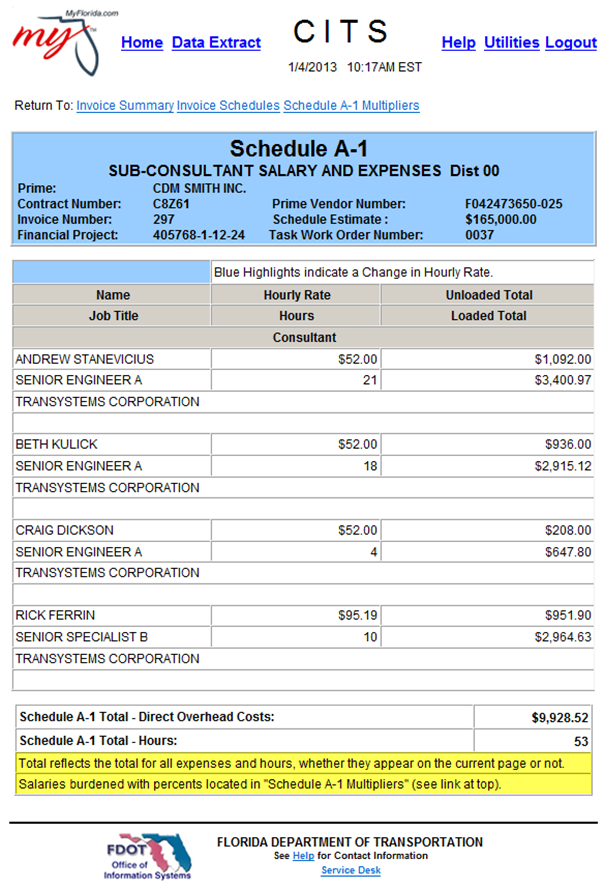 MyFlorida.com
my
TM
Home Data Extract
CITS
Help Utilities Logout
1/4/2013 10:17AM EST
Return To: Invoice Summary Invoice Schedules Schedule A-1 Multipliers
Schedule A-1
SUB-CONSULTANT SALARY AND EXPENSES Dist 00
Prime: CDM SMITH INC.
Contract Number: C8Z61 Prime Vendor Number: F042473650-025
Invoice Number: 297 Schedule Estimate : $165,000.00
Financial Project: 405768-1-12-24 Task Work Order Number: 0037
Blue Highlights indicate a Change in Hourly Rate.
Name Hourly Rate Unloaded Total
Job Title Hours Loaded Total
Consultant
ANDREW STANEVICIUS $52.00 $1,092.00
SENIOR ENGINEER A 21 $3,400.97
TRANSYSTEMS CORPORATION
BETH KULICK $52.00 $936.00
SENIOR ENGINEER A 18 $2,915.12
TRANSYSTEMS CORPORATION
CRAIG DICKSON $52.00 $208.00
SENIOR ENGINEER A 4 $647.80
TRANSYSTEMS CORPORATION
RICK FERRIN $95.19 $951.90
SENIOR SPECIALIST B 10 $2,964.63
TRANSYSTEMS CORPORATION
Schedule A-1 Total - Direct Overhead Costs: $9,928.52
Schedule A-1 Total - Hours: 53
Total reflects the total for all expenses and hours, whether they appear on the current page or not.
Salaries burdened with percents located in "Schedule A-1 Multipliers" (see link at top).
FDOT
Office of
Information Systems
FLORIDA DEPARTMENT OF TRANSPORTATION
See Help for Contact Information
Service Desk